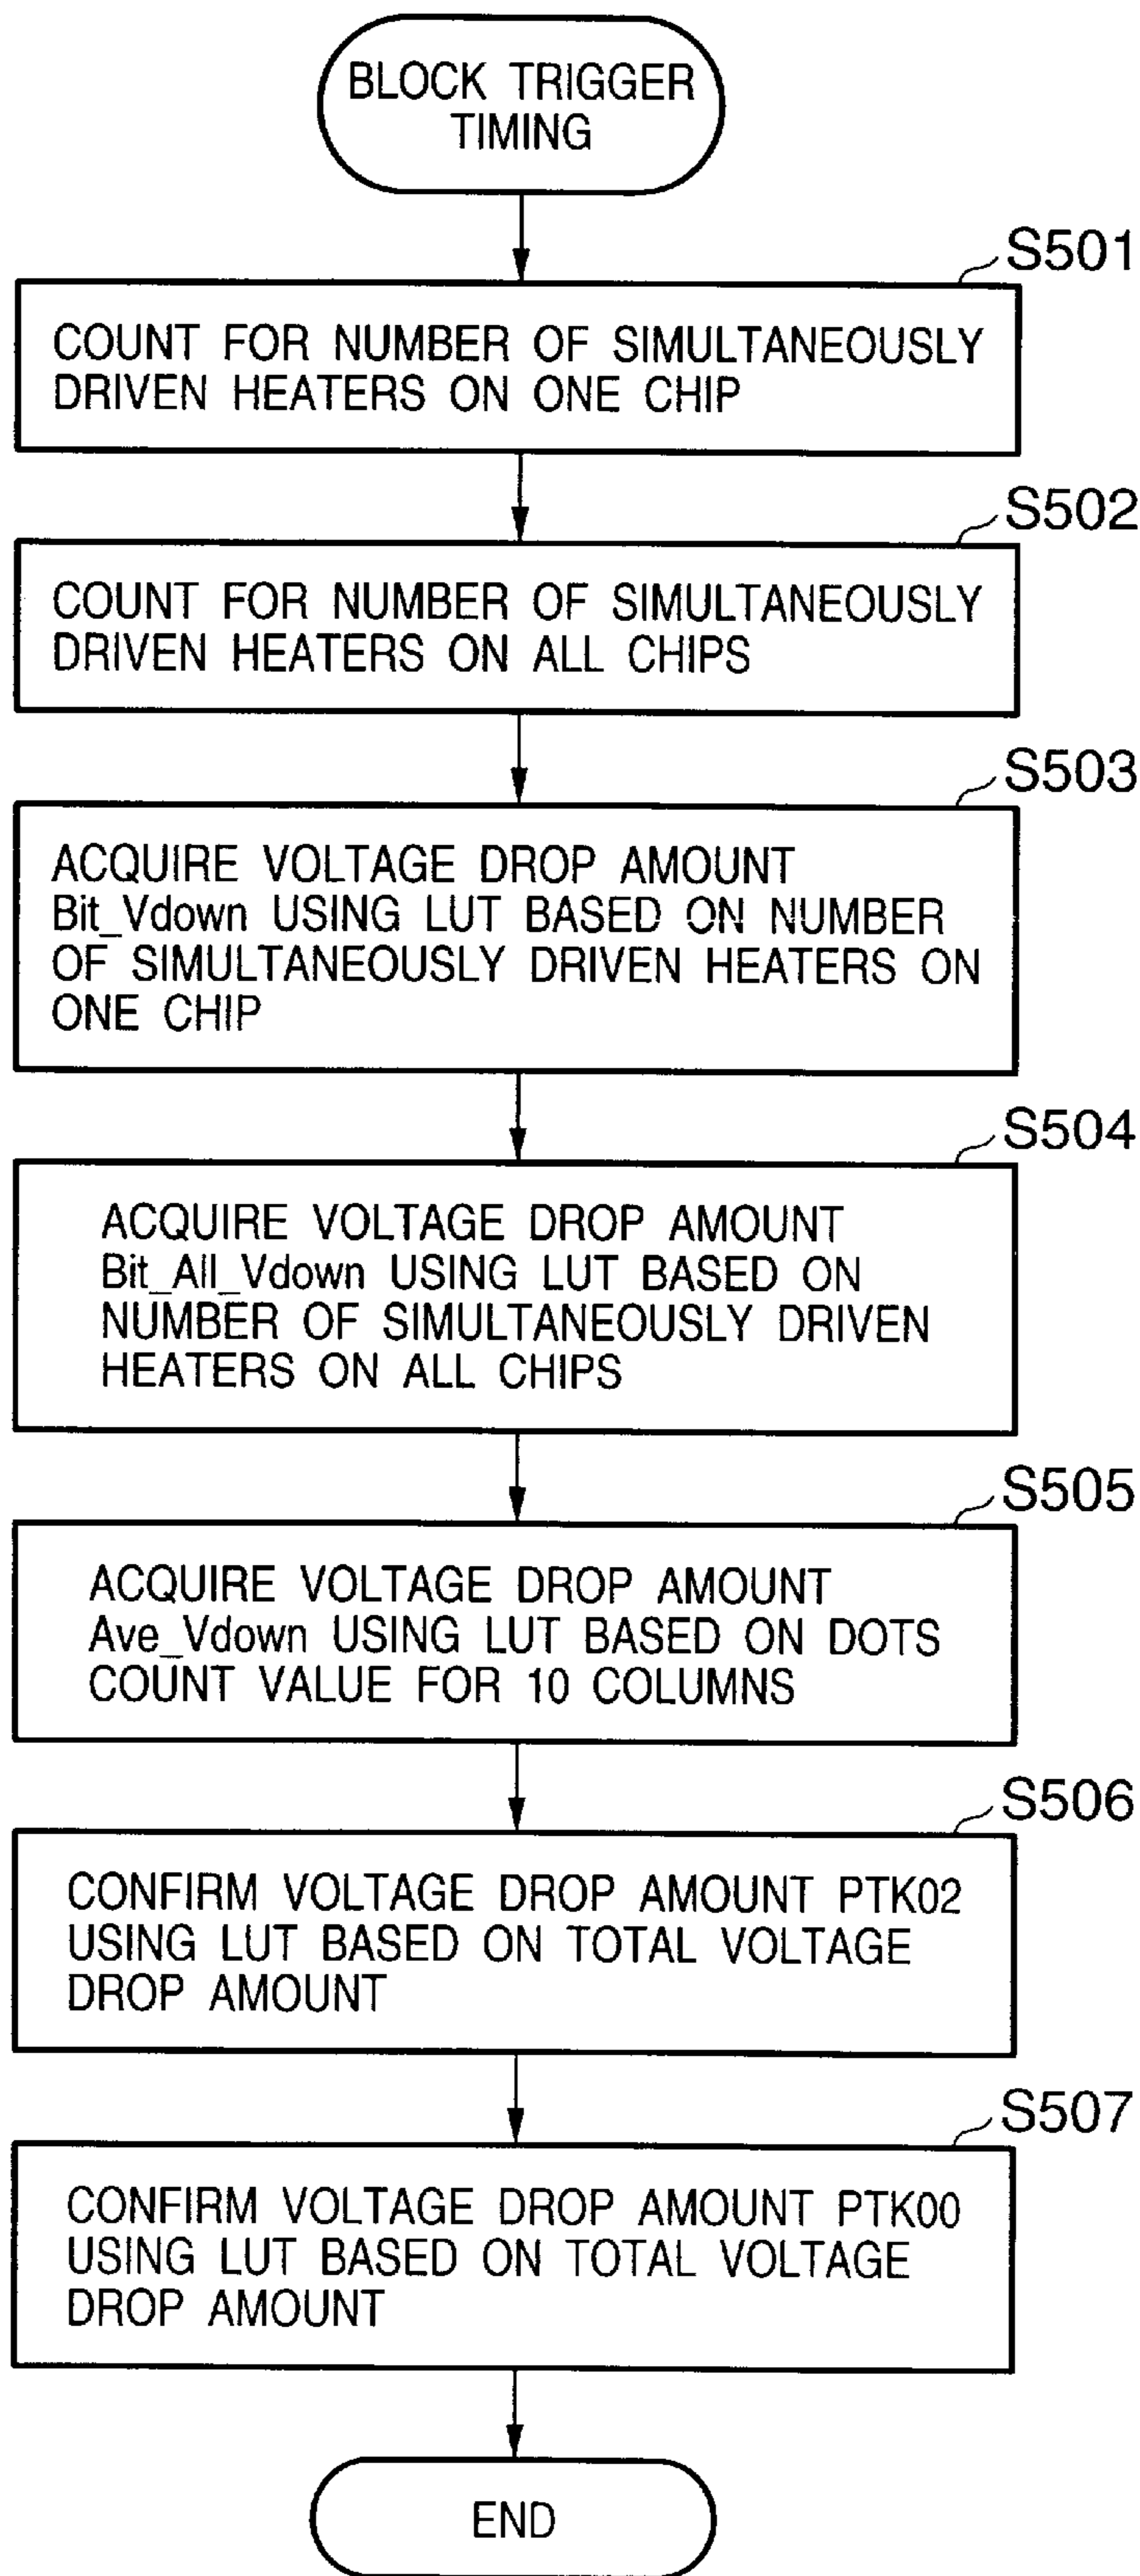 BLOCK TRIGGER
TIMING
S501
COUNT FOR NUMBER OF SIMULTANEOUSLY
DRIVEN HEATERS ON ONE CHIP
S502
COUNT FOR NUMBER OF SIMULTANEOUSLY
DRIVEN HEATERS ON ALL CHIPS
S503
ACQUIRE VOLTAGE DROP AMOUNT
Bit_Vdown USING LUT BASED ON NUMBER
OF SIMULTANEOUSLY DRIVEN HEATERS ON
ONE CHIP
S504
ACQUIRE VOLTAGE DROP AMOUNT
Bit_All_Vdown USING LUT BASED ON
NUMBER OF SIMULTANEOUSLY DRIVEN
HEATERS ON ALL CHIPS
S505
ACQUIRE VOLTAGE DROP AMOUNT
Ave_Vdown USING LUT BASED ON DOTS
COUNT VALUE FOR 10 COLUMNS
S506
CONFIRM VOLTAGE DROP AMOUNT PTK02
USING LUT BASED ON TOTAL VOLTAGE
DROP AMOUNT
S507
CONFIRM VOLTAGE DROP AMOUNT PTK00
USING LUT BASED ON TOTAL VOLTAGE
DROP AMOUNT
END